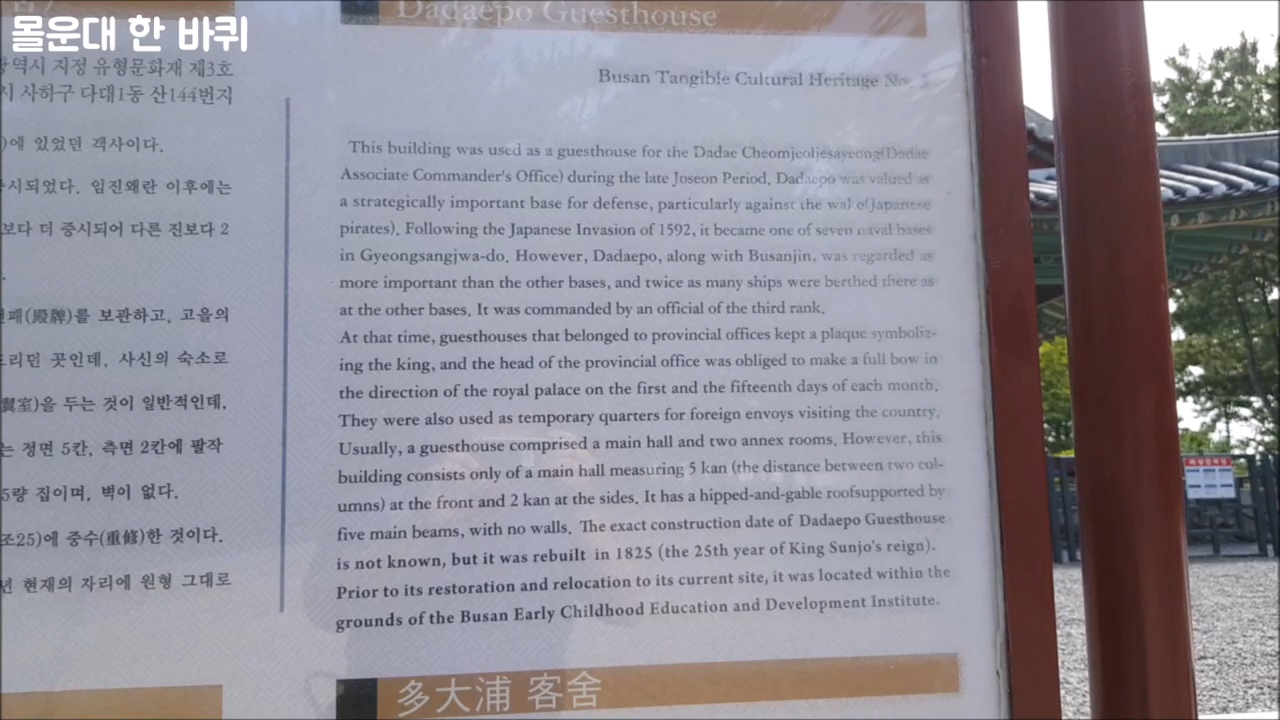 몰운대 한 바퀴
광역시 지정 유형문화재 제3호
시 사하구 다대1동 산144번지
)에 있었던 객사이다.
중시되었다. 임진왜란 이후에는
보다 더 중시되어 다른 진보다 2
전패(殿牌)를 보관하고, 고을의
드리던 곳인데, 사신의 숙소로
翼室)을 두는 것이 일반적인데,
는 정면 5칸, 측면 2칸에 팔작
5량 집이며, 벽이 없다.
조25)에 중수(重修)한 것이다.
년 현재의 자리에 원형 그대로
Dadaepo Guesthouse
Busan Tangible Cultural Heritage No. 3
This building was used as a guesthouse for the Dadae Cheomjeoljesayeong(Dadae
Associate Commander's Office) during the late Joseon Period. Dadaepo was valued as
a strategically important base for defense, particularly against the wako(Japanese
pirates). Following the Japanese Invasion of 1592, it became one of seven naval bases
in Gyeongsangjwa-do. However, Dadaepo, along with Busanjin, was regarded as
more important than the other bases, and twice as many ships were berthed there as
at the other bases. It was commanded by an official of the third rank.
At that time, guesthouses that belonged to provincial offices kept a plaque symboliz-
ing the king, and the head of the provincial office was obliged to make a full bow in
the direction of the royal palace on the first and the fifteenth days of each month.
They were also used as temporary quarters for foreign envoys visiting the country.
Usually, a guesthouse comprised a main hall and two annex rooms. However, this
building consists only of a main hall measuring 5 kan (the distance between two col-
umns) at the front and 2 kan at the sides. It has a hipped-and-gable roofsupported by
five main beams, with no walls. The exact construction date of Dadaepo Guesthouse
is not known, but it was rebuilt in 1825 (the 25th year of King Sunjo's reign).
Prior to its restoration and relocation to its current site, it was located within the
grounds of the Busan Early Childhood Education and Development Institute.
多大浦 客舍